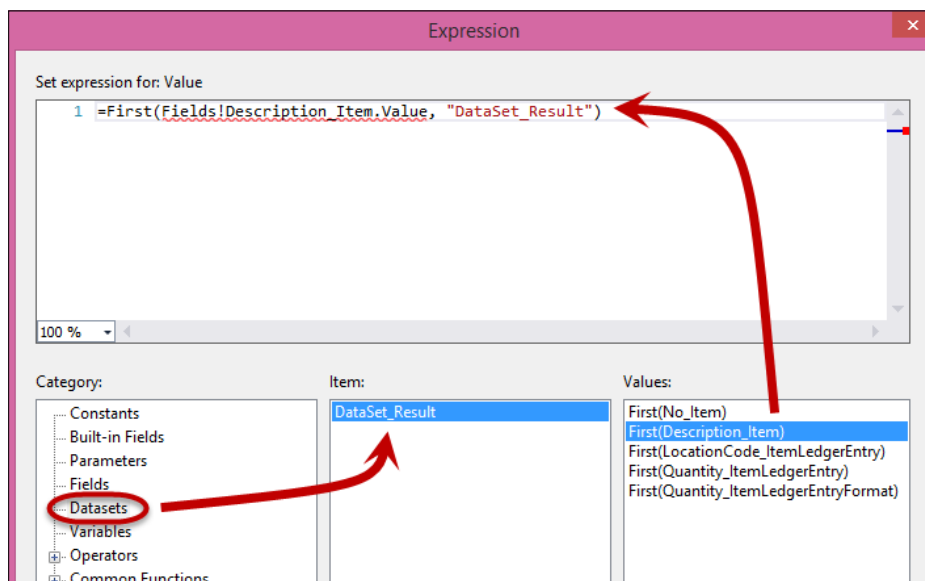 Expression
Set expression for: Value
1 =First(Fields!Description_Item.Value, "DataSet_Result")
100 %
Category:
Item:
Values:
Constants
Built-in Fields
Parameters
Fields
Datasets
Variables
Operators
Common Functions
DataSet_Result
First(No_Item)
First(Description_Item)
First(LocationCode_ItemLedgerEntry)
First(Quantity_ItemLedgerEntry)
First(Quantity_ItemLedgerEntryFormat)